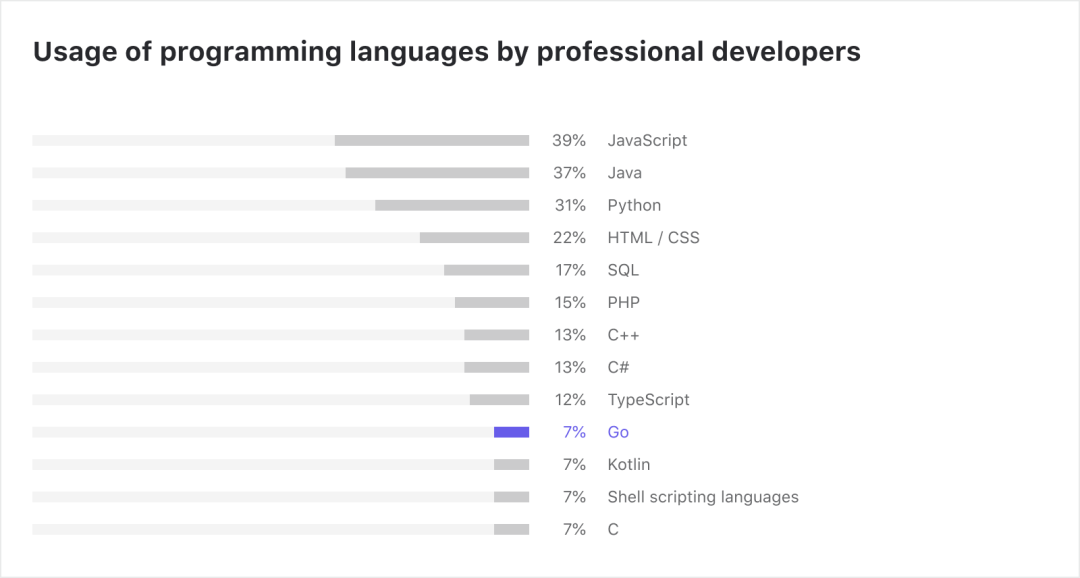 Usage of programming languages by professional developers
39% JavaScript
37% Java
31% Python
22% HTML / CSS
17% SQL
15% PHP
13% C++
13% C#
12% TypeScript
7% Go
7% Kotlin
7% Shell scripting languages
7% C